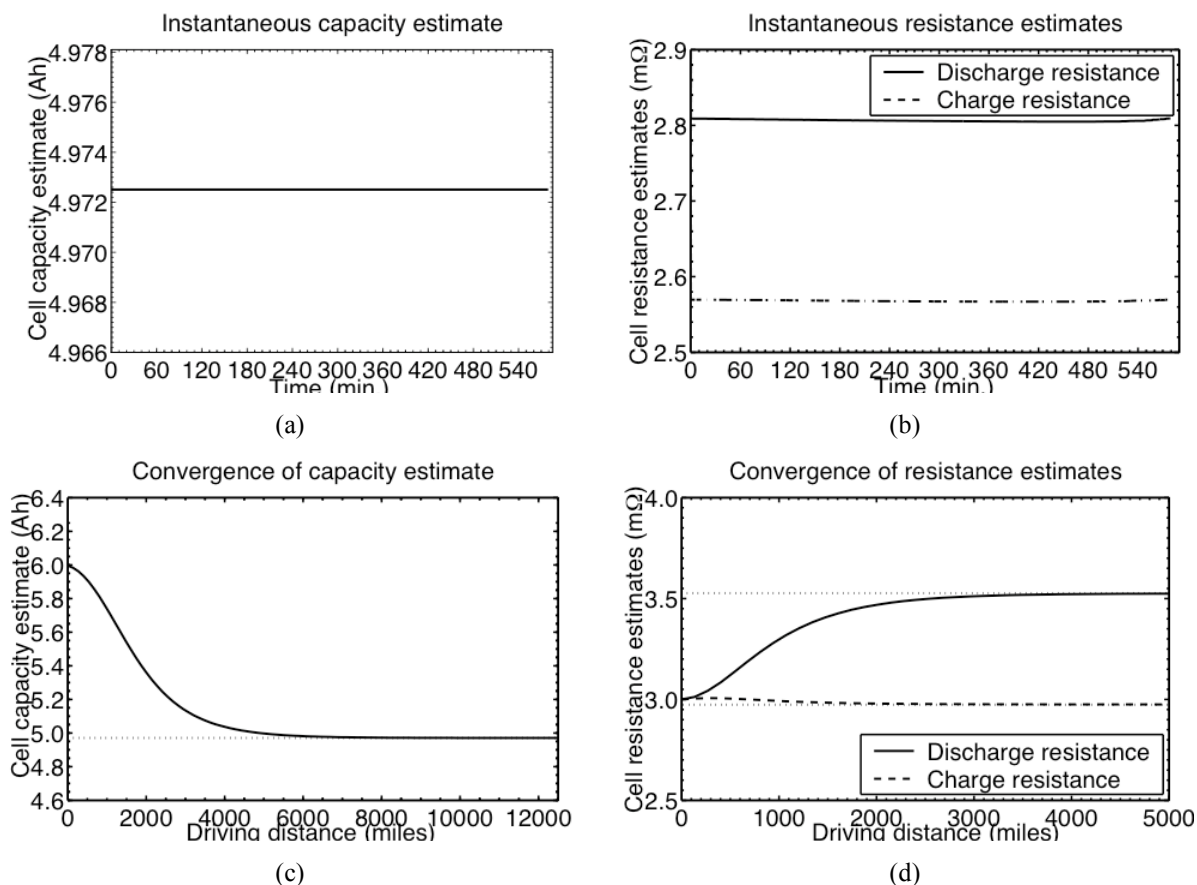 Instantaneous capacity estimate
Cell capacity estimate (Ah)
4.978
4.976
4.974
4.972
4.970
4.968
4.966
0 60 120 180 240 300 360 420 480 540
Time (min.)
(a)
Instantaneous resistance estimates
Cell resistance estimates (mΩ)
2.9
2.8
2.7
2.6
2.5
Discharge resistance
Charge resistance
0 60 120 180 240 300 360 420 480 540
Time (min.)
(b)
Convergence of capacity estimate
Cell capacity estimate (Ah)
6.4
6.2
6.0
5.8
5.6
5.4
5.2
5.0
4.8
4.6
0 2000 4000 6000 8000 10000 12000
Driving distance (miles)
(c)
Convergence of resistance estimates
Cell resistance estimates (mΩ)
4.0
3.5
3.0
2.5
Discharge resistance
Charge resistance
0 1000 2000 3000 4000 5000
Driving distance (miles)
(d)